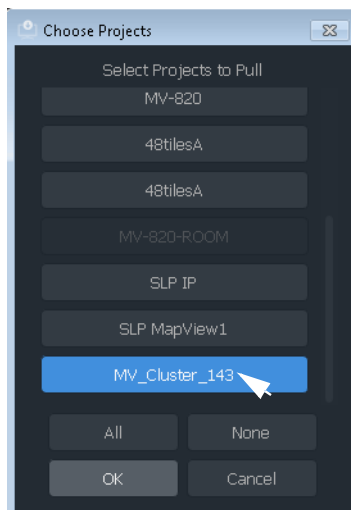 Choose Projects
Select Projects to Pull
MV-820
48tilesA
48tilesA
MV-820-ROOM
SLP IP
SLP MapView1
MV_Cluster_143
All None
OK Cancel